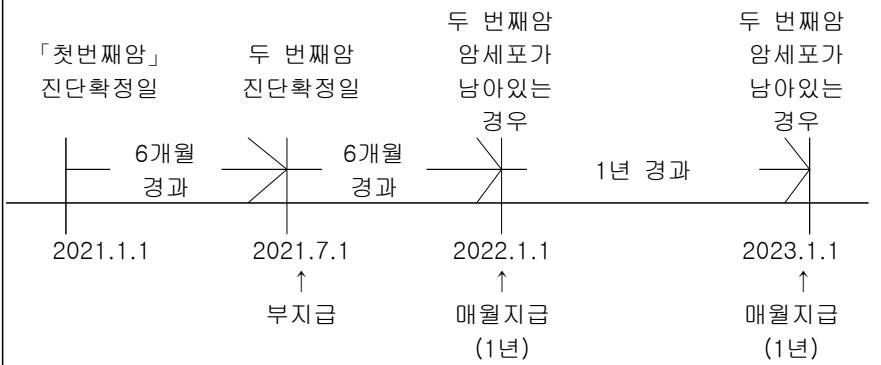 두 번째암 두 번째암
「첫번째암」 두 번째암 암세포가 암세포가
진단확정일 진단확정일 남아있는 남아있는
경우 경우
6개월 6개월 1년 경과
경과 경과
2021.1.1 2021.7.1 2022.1.1 2023.1.1
↑ ↑ ↑
부지급 매월지급 매월지급
(1년) (1년)